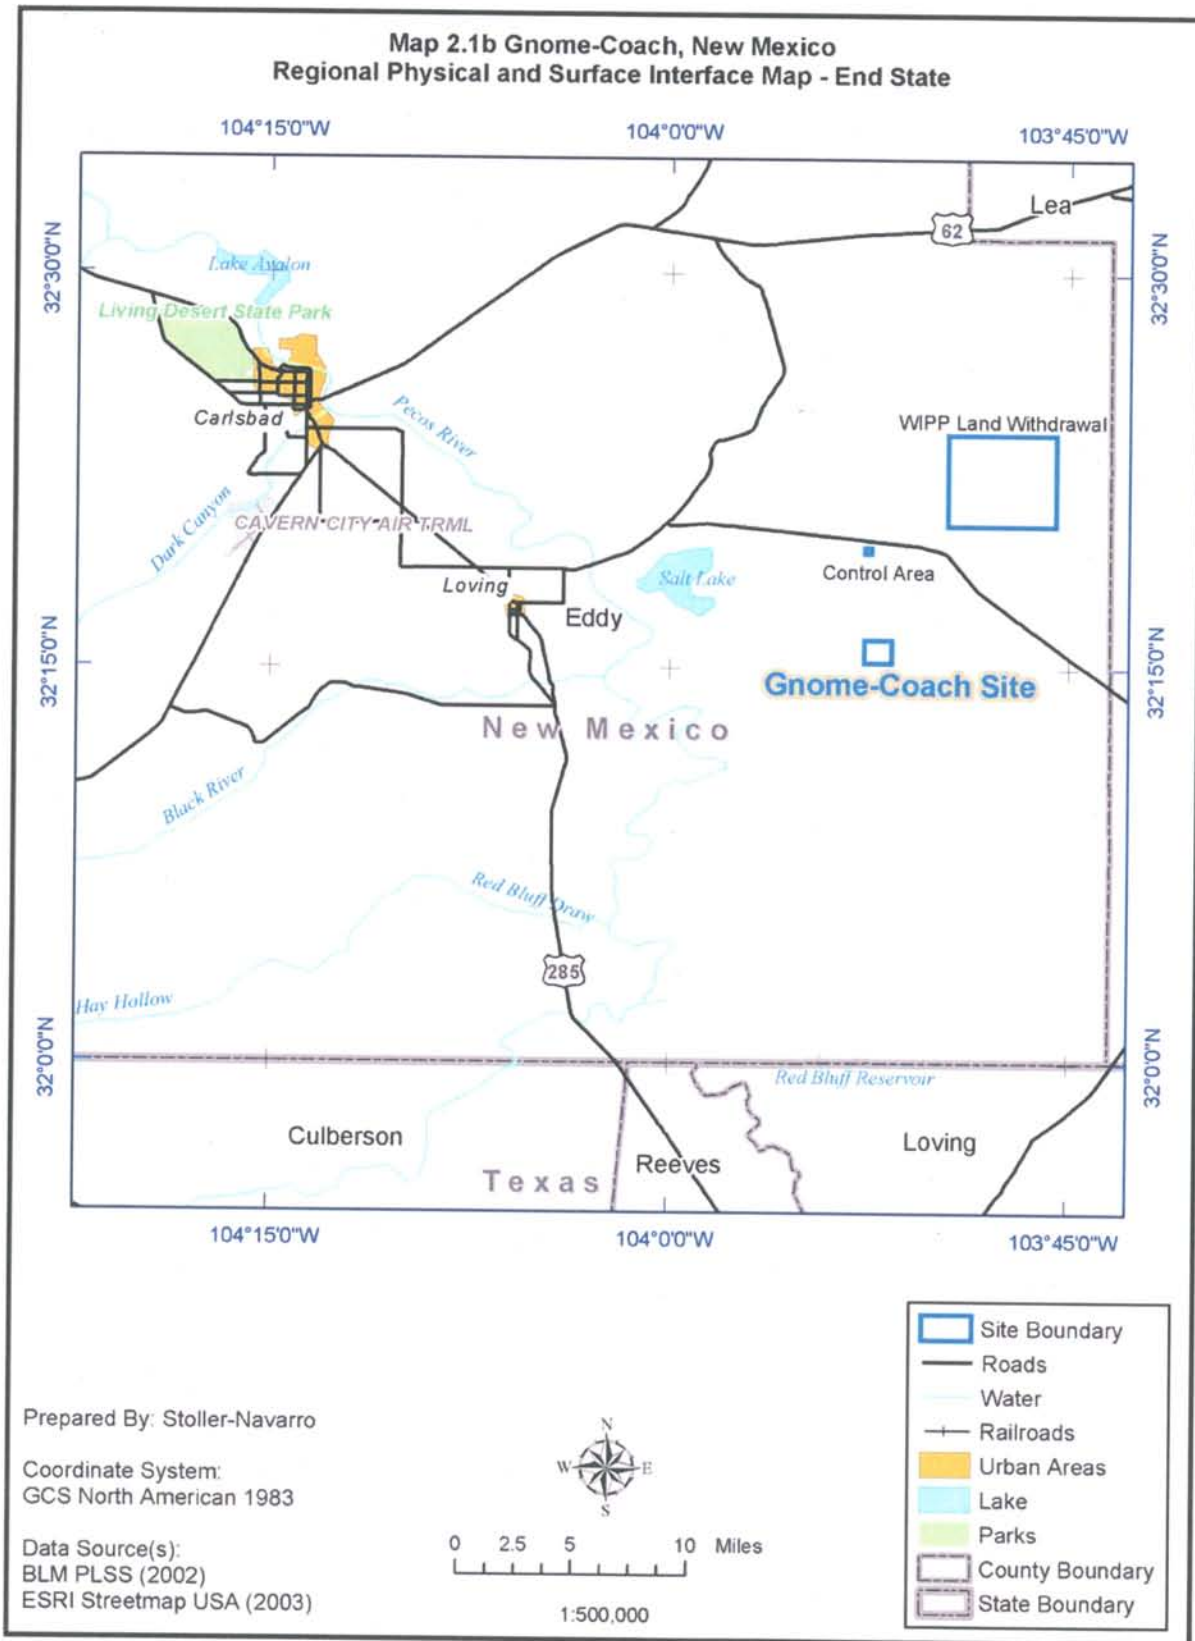 Map 2.1b Gnome-Coach, New Mexico
Regional Physical and Surface Interface Map - End State
104°15'0"W
104°0'0"W
103°45'0"W
32°30'0"N
32°30'0"N
Lea
62
Lake Avalon
Living Desert State Park
Carlsbad
Pecos River
WIPP Land Withdrawal
Dark Canyon
CAVERN CITY AIR TRML
Control Area
Loving
Salt Lake
Eddy
32°15'0"N
32°15'0"N
Gnome-Coach Site
New Mexico
Black River
Red Bluff Draw
285
Hay Hollow
32°0'0"N
32°0'0"N
Red Bluff Reservoir
Culberson
Loving
Reeves
Texas
104°15'0"W
104°0'0"W
103°45'0"W
Site Boundary
Roads
Water
Railroads
Urban Areas
Lake
Parks
County Boundary
State Boundary
Prepared By: Stoller-Navarro
Coordinate System:
GCS North American 1983
Data Source(s):
BLM PLSS (2002)
ESRI Streetmap USA (2003)
N
W
E
S
0 2.5 5 10 Miles
1:500,000